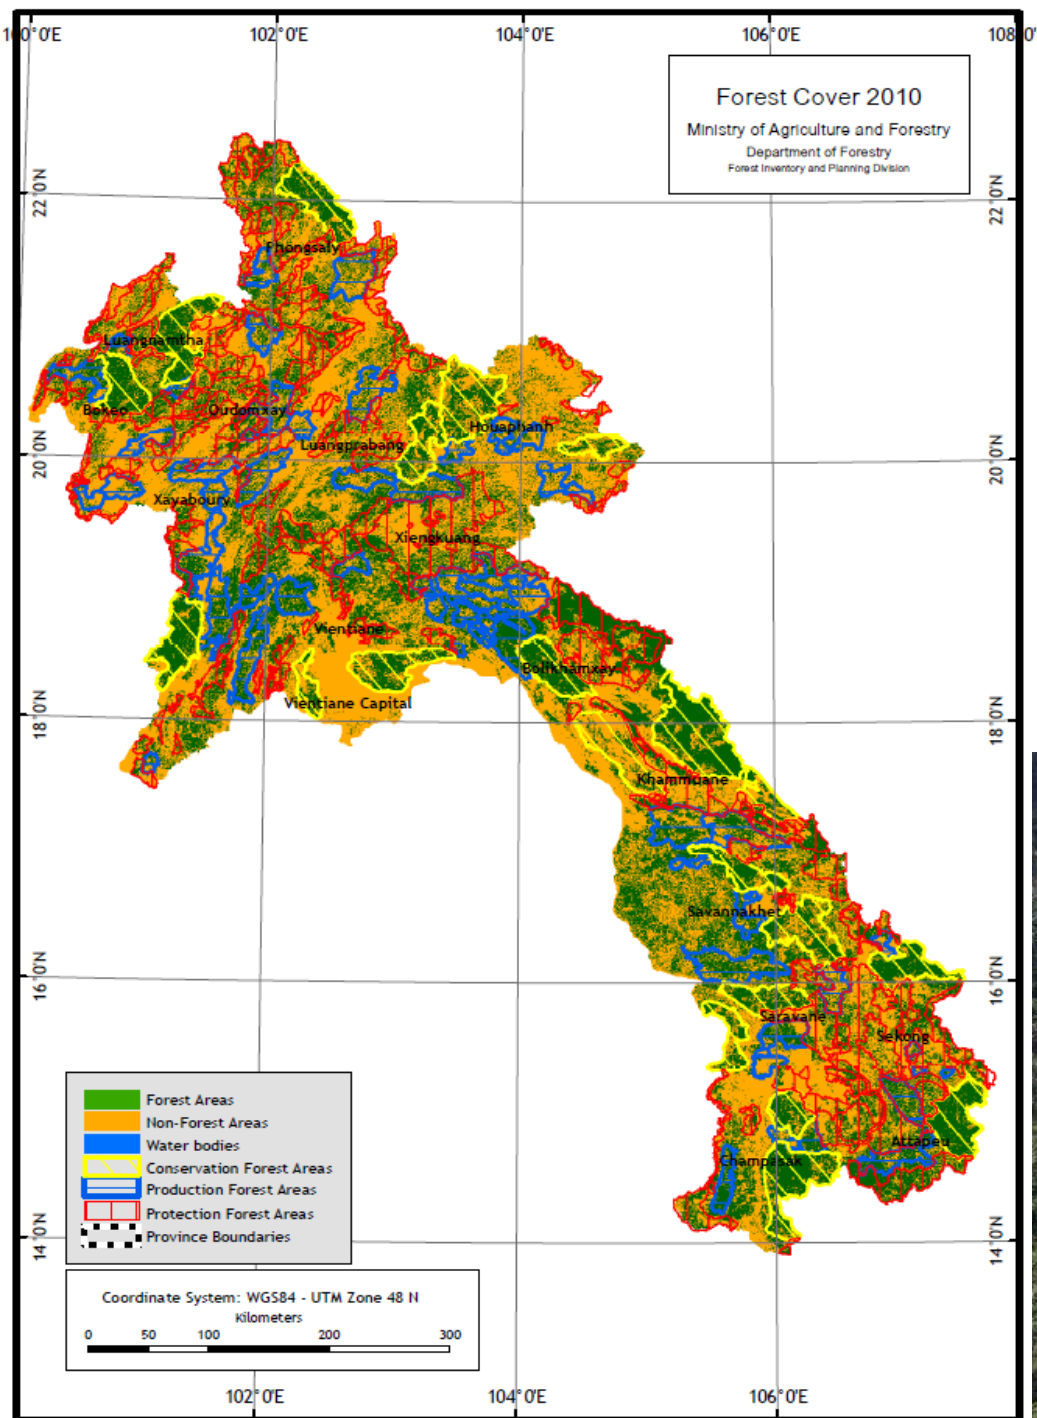 100°0'0"E 102°0'E 104°0'0"E 106°0'E 108°0'0
Forest Cover 2010
Ministry of Agriculture and Forestry
Department of Forestry
Forest Inventory and Planning Division
22°0'N
22°0'N
Phongsaly
Luangnamtha
Bokeo
Oudomxay
Houaphanh
Luangprabang
20°0'N
20°0'N
Xayaboury
Xiengkuang
Vientiane
Bolikhamxay
Vientiane Capital
18°0'N
18°0'N
Khammuane
Savannakhet
16°0'N
16°0'N
Saravane
Sekong
Attapeu
Champasak
14°0'N
14°0'N
Forest Areas
Non-Forest Areas
Water bodies
Conservation Forest Areas
Production Forest Areas
Protection Forest Areas
Province Boundaries
Coordinate System: WGS84 - UTM Zone 48 N
Kilometers
0 50 100 200 300
102°0'E 104°0'E 106°0'E